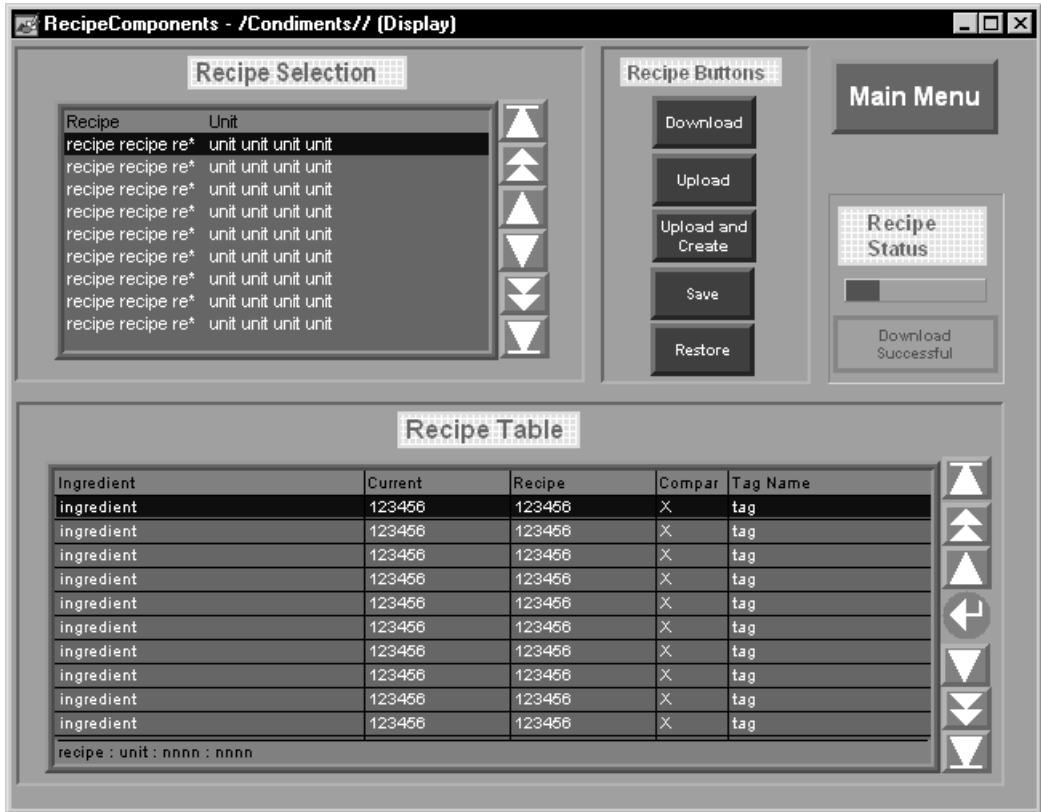 RecipeComponents - /Condiments// (Display)
Recipe Selection
Recipe Unit
recipe recipe re* unit unit unit unit
recipe recipe re* unit unit unit unit
recipe recipe re* unit unit unit unit
recipe recipe re* unit unit unit unit
recipe recipe re* unit unit unit unit
recipe recipe re* unit unit unit unit
recipe recipe re* unit unit unit unit
recipe recipe re* unit unit unit unit
recipe recipe re* unit unit unit unit
Recipe Buttons
Download
Upload
Upload and
Create
Save
Restore
Main Menu
Recipe
Status
Download
Successful
Recipe Table
Ingredient Current Recipe Compar Tag Name
ingredient 123456 123456 X tag
ingredient 123456 123456 X tag
ingredient 123456 123456 X tag
ingredient 123456 123456 X tag
ingredient 123456 123456 X tag
ingredient 123456 123456 X tag
ingredient 123456 123456 X tag
ingredient 123456 123456 X tag
ingredient 123456 123456 X tag
ingredient 123456 123456 X tag
recipe : unit : nnnn : nnnn